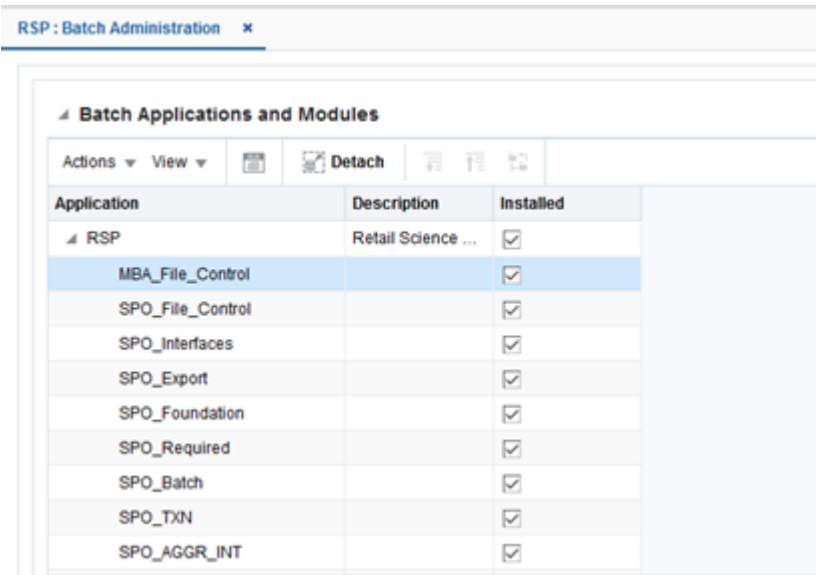 RSP : Batch Administration ×
Batch Applications and Modules
Actions View Detach
Application Description Installed
RSP Retail Science ...
MBA_File_Control
SPO_File_Control
SPO_Interfaces
SPO_Export
SPO_Foundation
SPO_Required
SPO_Batch
SPO_TXN
SPO_AGGR_INT